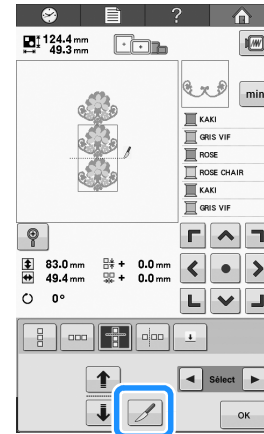 ?
124.4 mm
49.3 mm
min
KAKI
GRIS VIF
ROSE
ROSE CHAIR
KAKI
GRIS VIF
83.0 mm + 0.0 mm
49.4 mm + 0.0 mm
0°
Sélect
OK